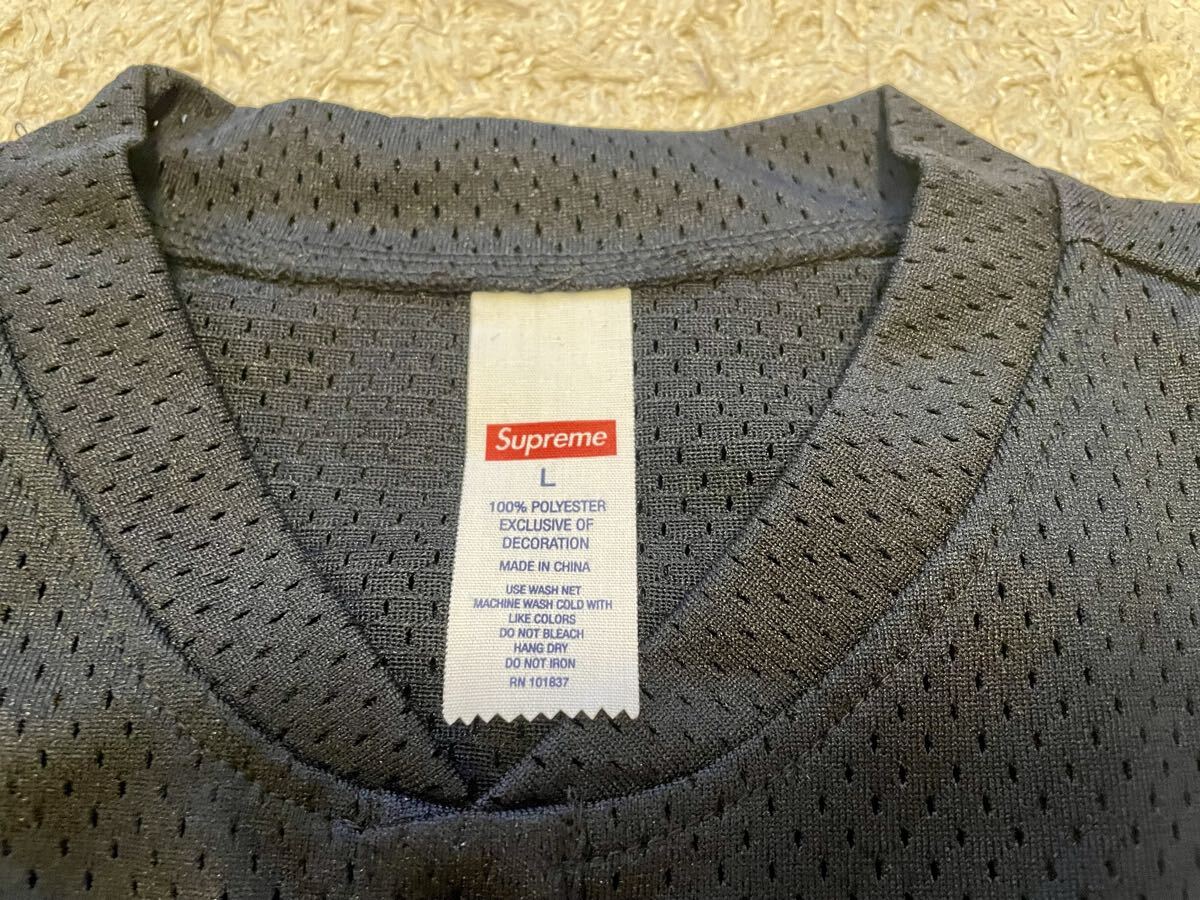 Supreme
L
100% POLYESTER
EXCLUSIVE OF
DECORATION
MADE IN CHINA
USE WASH NET
MACHINE WASH COLD WITH
LIKE COLORS
DO NOT BLEACH
HANG DRY
DO NOT IRON
RN 101837